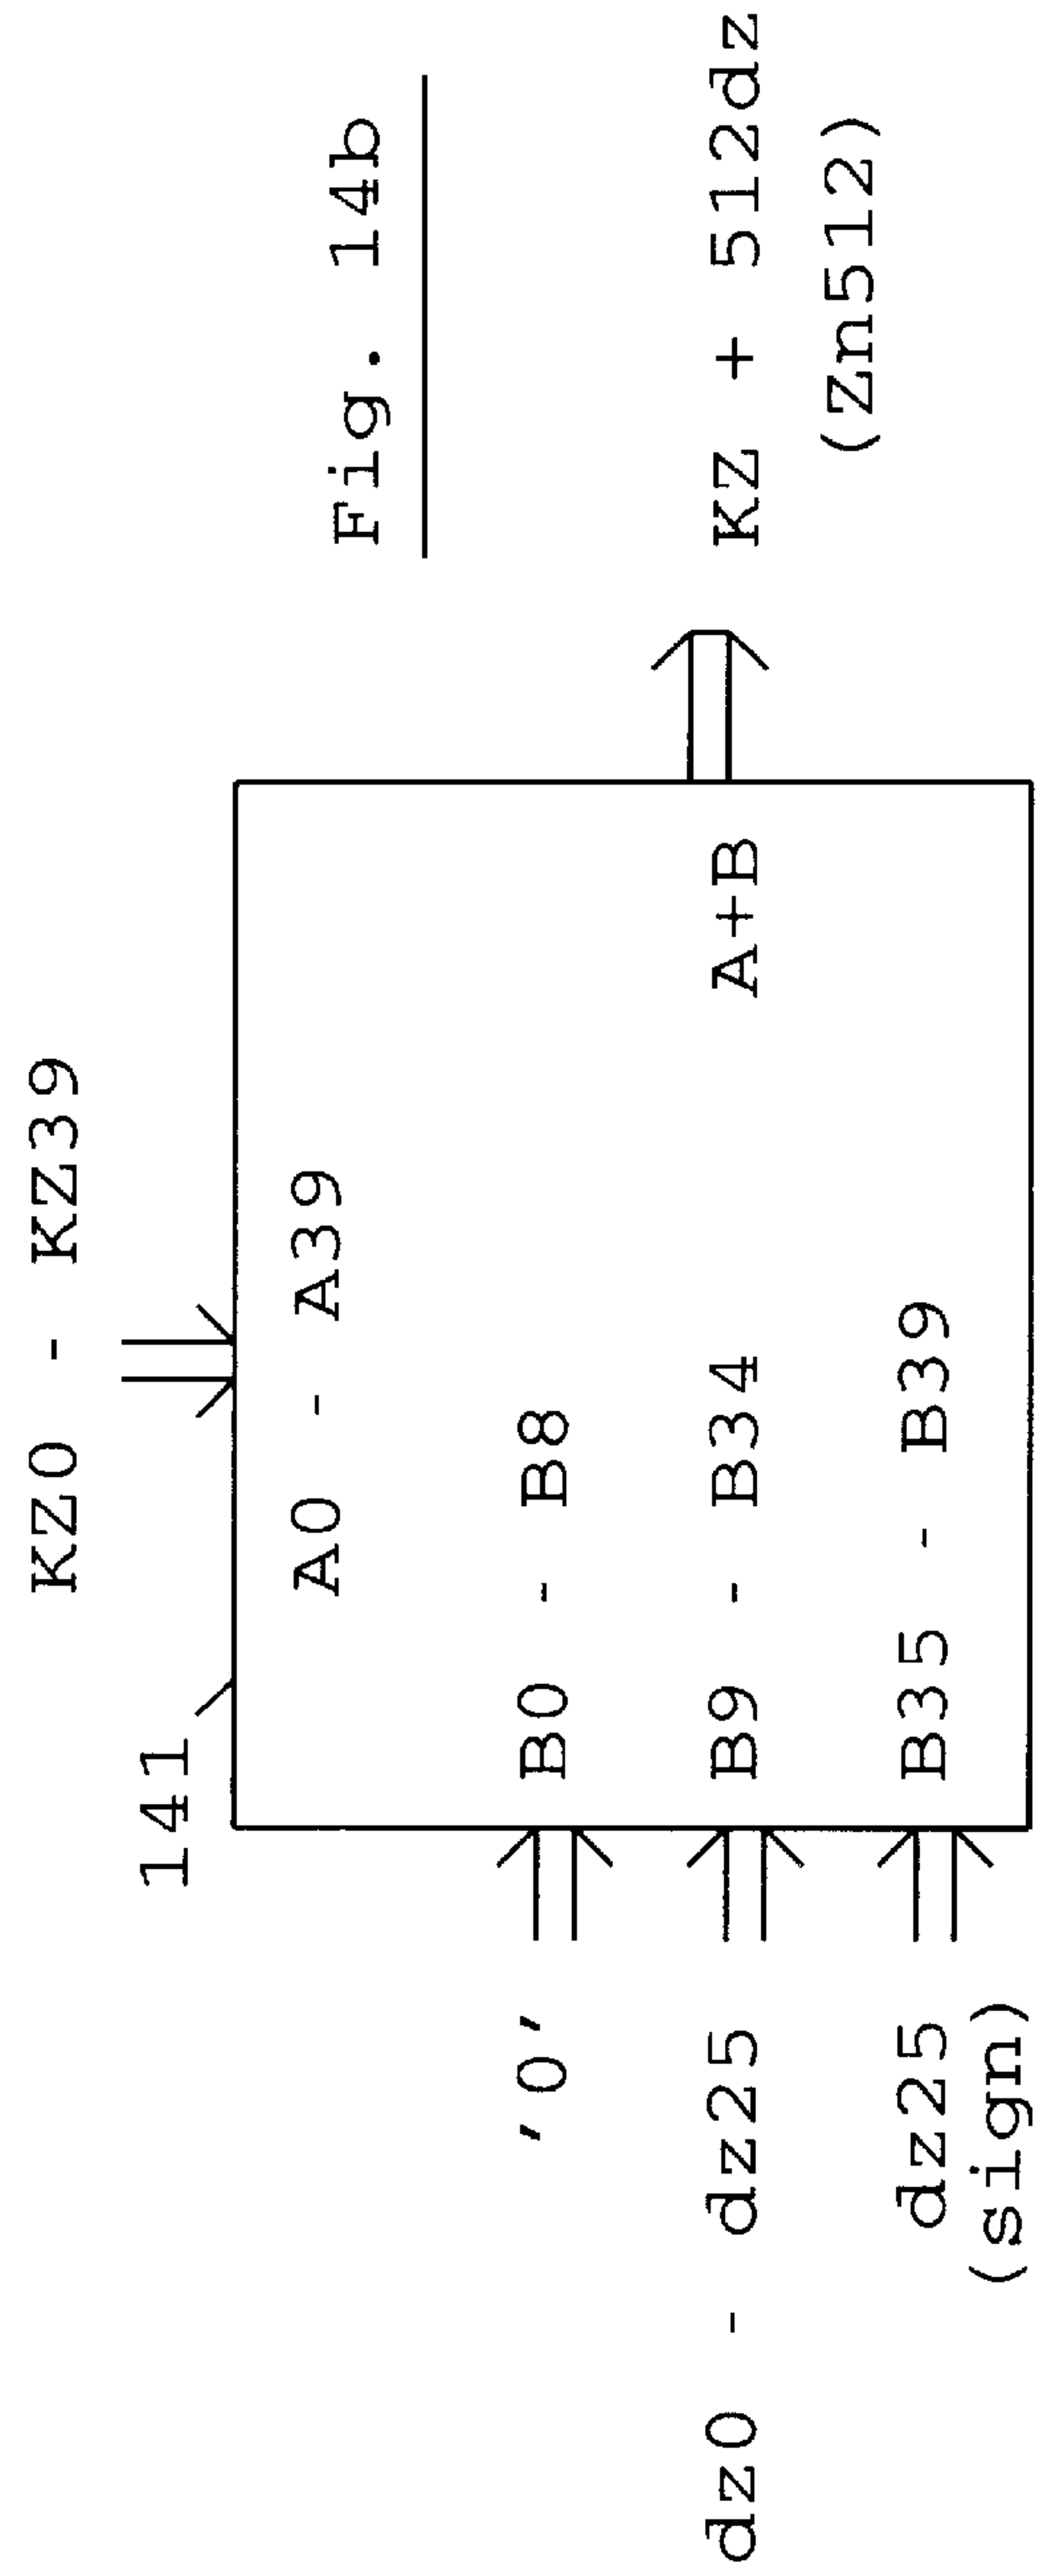 KZ0 - KZ39
141
A0 - A39
Fig. 14b
'0'
B0 - B8
dz0 - dz25
B9 - B34
A+B
KZ + 512dz
(Zn512)
dz25
(sign)
B35 - B39